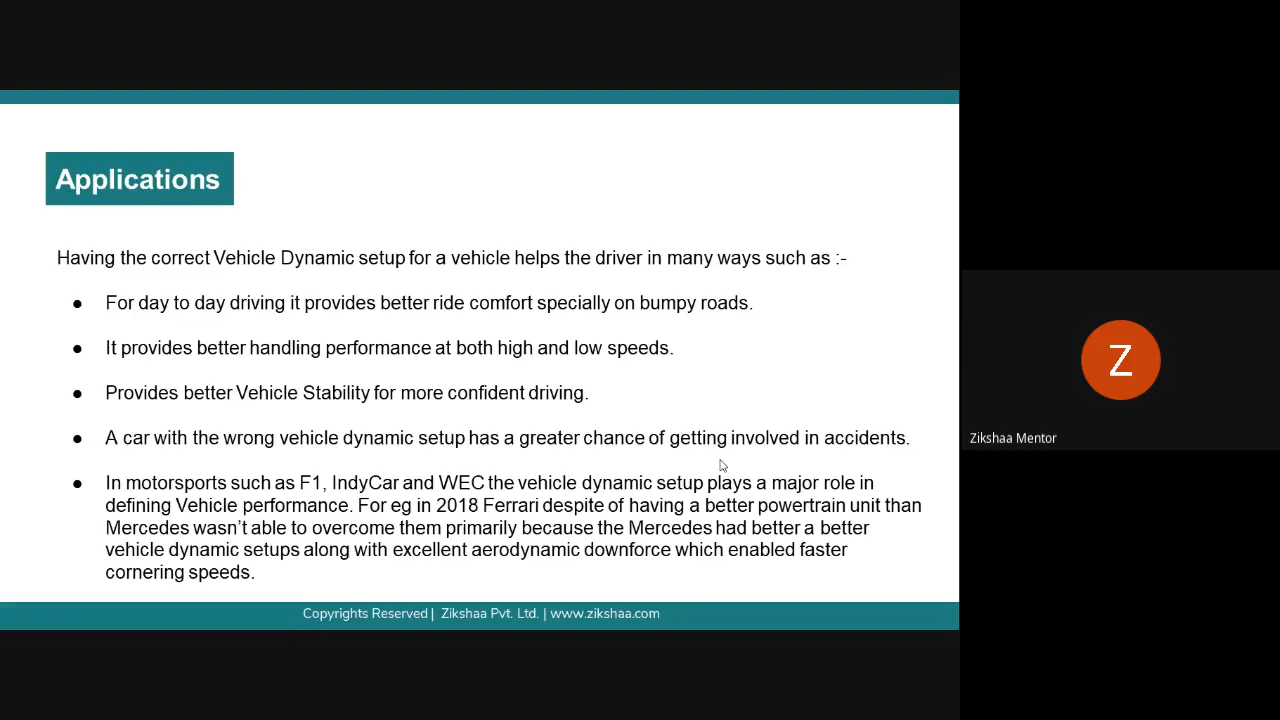 Applications
Having the correct Vehicle Dynamic setup for a vehicle helps the driver in many ways such as :-
● For day to day driving it provides better ride comfort specially on bumpy roads.
● It provides better handling performance at both high and low speeds.
● Provides better Vehicle Stability for more confident driving.
● A car with the wrong vehicle dynamic setup has a greater chance of getting involved in accidents.
● In motorsports such as F1, IndyCar and WEC the vehicle dynamic setup plays a major role in
defining Vehicle performance. For eg in 2018 Ferrari despite of having a better powertrain unit than
Mercedes wasn't able to overcome them primarily because the Mercedes had better a better
vehicle dynamic setups along with excellent aerodynamic downforce which enabled faster
cornering speeds.
Copyrights Reserved | Zikshaa Pvt. Ltd. | www.zikshaa.com
Z
Zikshaa Mentor